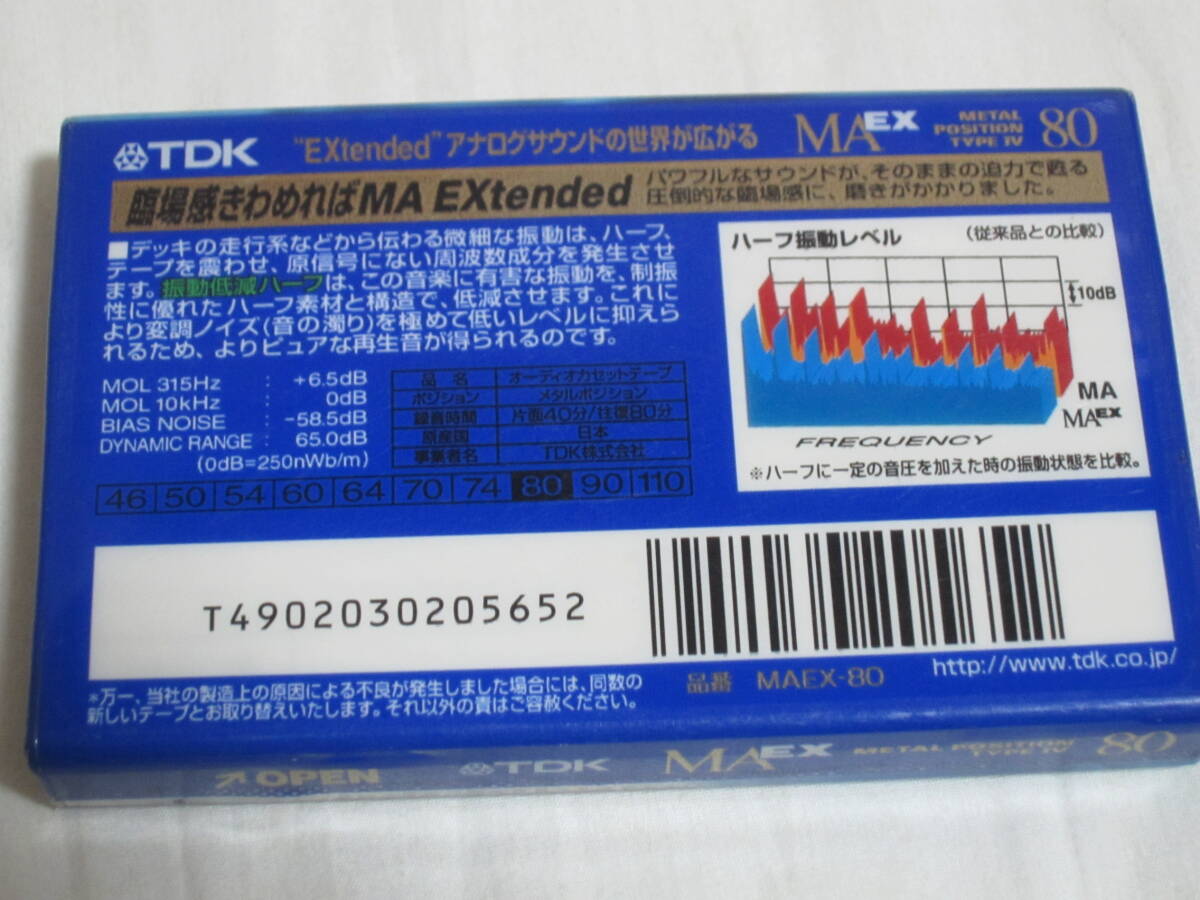 TDK "EXtended"アナログサウンドの世界が広がる MAEX METAL POSITION TYPE IV 80
臨場感きわめればMA EXtended
パワフルなサウンドが、そのままの迫力で甦る
圧倒的な臨場感に、磨きがかかりました。
■デッキの走行系などから伝わる微細な振動は、ハーフ、
テープを震わせ、原信号にない周波数成分を発生させ
ます。振動低減ハーフは、この音楽に有害な振動を、制振
性に優れたハーフ素材と構造で、低減させます。これに
より変調ノイズ(音の濁り)を極めて低いレベルに抑えら
れるため、よりピュアな再生音が得られるのです。
MOL 315Hz : +6.5dB
MOL 10kHz : 0dB
BIAS NOISE : -58.5dB
DYNAMIC RANGE : 65.0dB
(0dB=250nWb/m)
品名 オーディオカセットテープ
ポジション メタルポジション
録音時間 片面40分/往復80分
原産国 日本
事業者名 TDK株式会社
46 50 54 60 64 70 74 80 90 110
ハーフ振動レベル (従来品との比較)
10dB
MA
MAEX
FREQUENCY
※ハーフに一定の音圧を加えた時の振動状態を比較。
T4902030205652
*万一、当社の製造上の原因による不良が発生しました場合には、同数の
新しいテープとお取り替えいたします。それ以外の責はご容赦ください。
品番 MAEX-80
http://www.tdk.co.jp/
OPEN TDK MAEX METAL POSITION TYPE IV 80